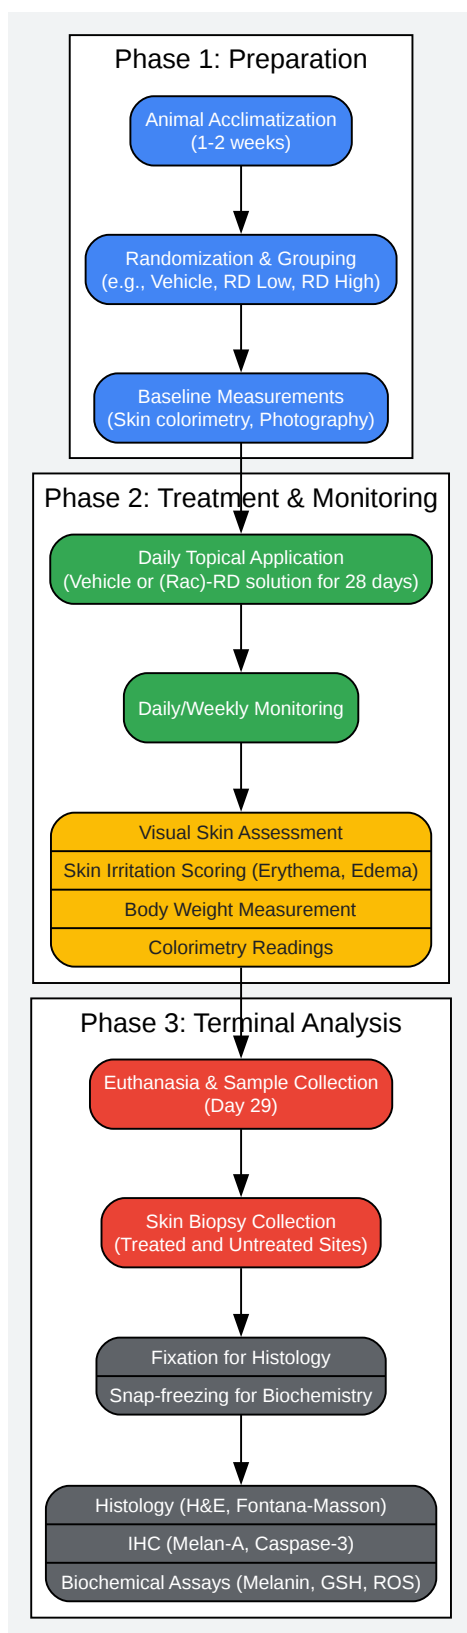 Phase 1: Preparation
Animal Acclimatization
(1-2 weeks)
Randomization & Grouping
(e.g., Vehicle, RD Low, RD High)
Baseline Measurements
(Skin colorimetry, Photography)
Phase 2: Treatment & Monitoring
Daily Topical Application
(Vehicle or (Rac)-RD solution for 28 days)
Daily/Weekly Monitoring
Visual Skin Assessment
Skin Irritation Scoring (Erythema, Edema)
Body Weight Measurement
Colorimetry Readings
Phase 3: Terminal Analysis
Euthanasia & Sample Collection
(Day 29)
Skin Biopsy Collection
(Treated and Untreated Sites)
Fixation for Histology
Snap-freezing for Biochemistry
Histology (H&E, Fontana-Masson)
IHC (Melan-A, Caspase-3)
Biochemical Assays (Melanin, GSH, ROS)